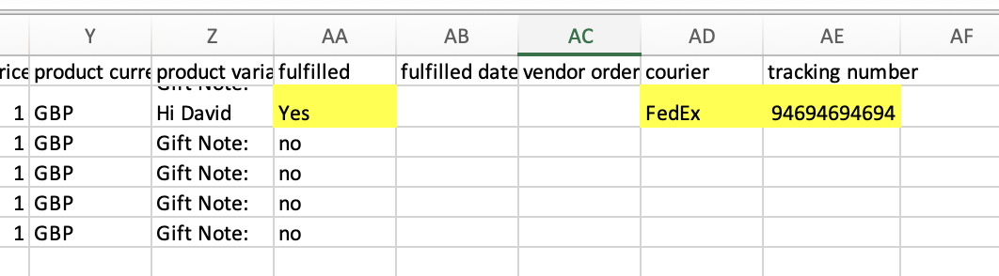 Y Z AA AB AC AD AE AF
rice product curre product varia fulfilled fulfilled date vendor order courier tracking number
Gift Note:
1 GBP Hi David Yes FedEx 94694694694
1 GBP Gift Note: no
1 GBP Gift Note: no
1 GBP Gift Note: no
1 GBP Gift Note: no